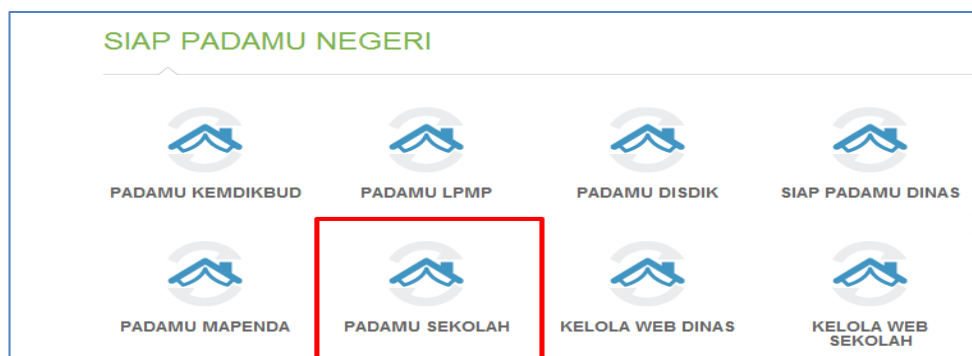 SIAP PADAMU NEGERI
PADAMU KEMDIKBUD
PADAMU LPMP
PADAMU DISDIK
SIAP PADAMU DINAS
PADAMU MAPENDA
PADAMU SEKOLAH
KELOLA WEB DINAS
KELOLA WEB
SEKOLAH